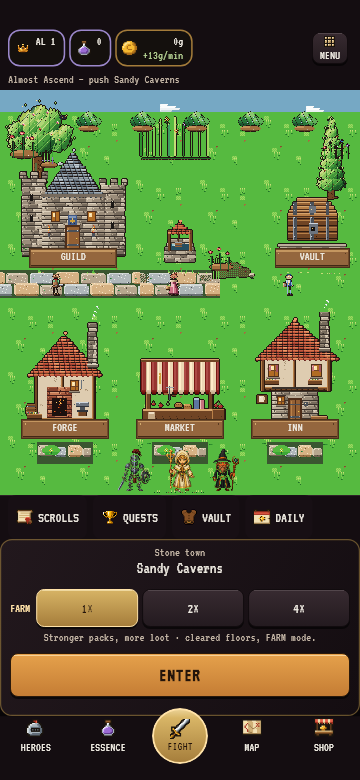 AL 1
0
0g
+13g/min
MENU
Almost Ascend – push Sandy Caverns
GUILD
VAULT
FORGE
MARKET
INN
SCROLLS
QUESTS
VAULT
DAILY
Stone town
Sandy Caverns
FARM
1X
2X
4X
Stronger packs, more loot · cleared floors, FARM mode.
ENTER
HEROES
ESSENCE
FIGHT
MAP
SHOP